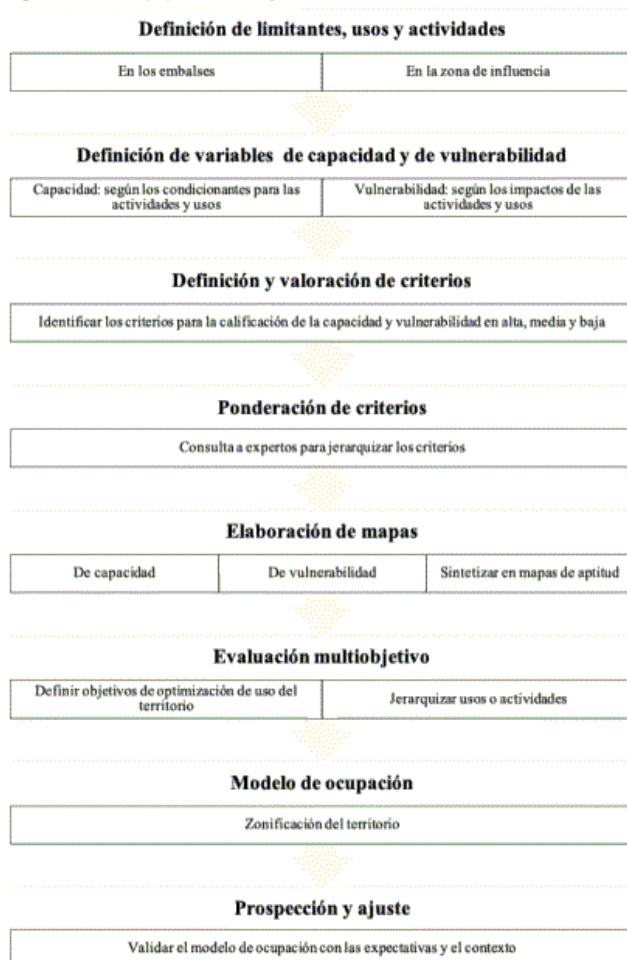 Definición de limitantes, usos y actividades
En los embalses
En la zona de influencia
Definición de variables de capacidad y de vulnerabilidad
Capacidad: según los condicionantes para las
actividades y usos
Vulnerabilidad: según los impactos de las
actividades y usos
Definición y valoración de criterios
Identificar los criterios para la calificación de la capacidad y vulnerabilidad en alta, media y baja
Ponderación de criterios
Consulta a expertos para jerarquizar los criterios
Elaboración de mapas
De capacidad
De vulnerabilidad
Sintetizar en mapas de aptitud
Evaluación multiobjetivo
Definir objetivos de optimización de uso del
territorio
Jerarquizar usos o actividades
Modelo de ocupación
Zonificación del territorio
Prospección y ajuste
Validar el modelo de ocupación con las expectativas y el contexto